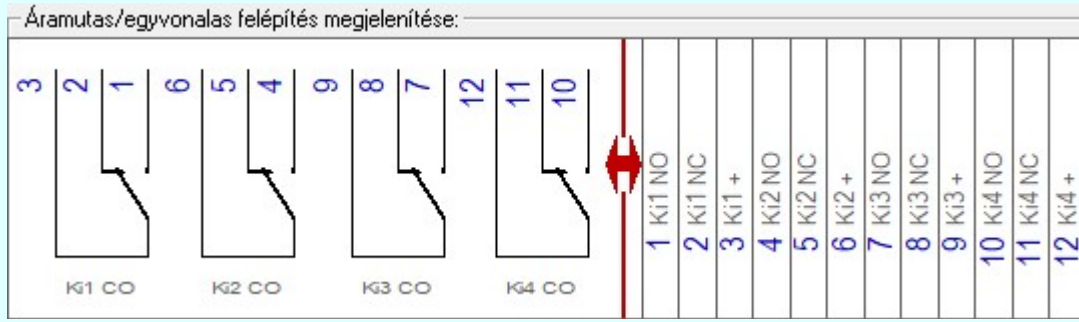 Áramutas/egyvonalas felépítés megjelenítése:
3 2 1 6 5 4 9 8 7 12 11 10
Ki1 CO Ki2 CO Ki3 CO Ki4 CO
1 Ki1 NO
2 Ki1 NC
3 Ki1 +
4 Ki2 NO
5 Ki2 NC
6 Ki2 +
7 Ki3 NO
8 Ki3 NC
9 Ki3 +
10 Ki4 NO
11 Ki4 NC
12 Ki4 +